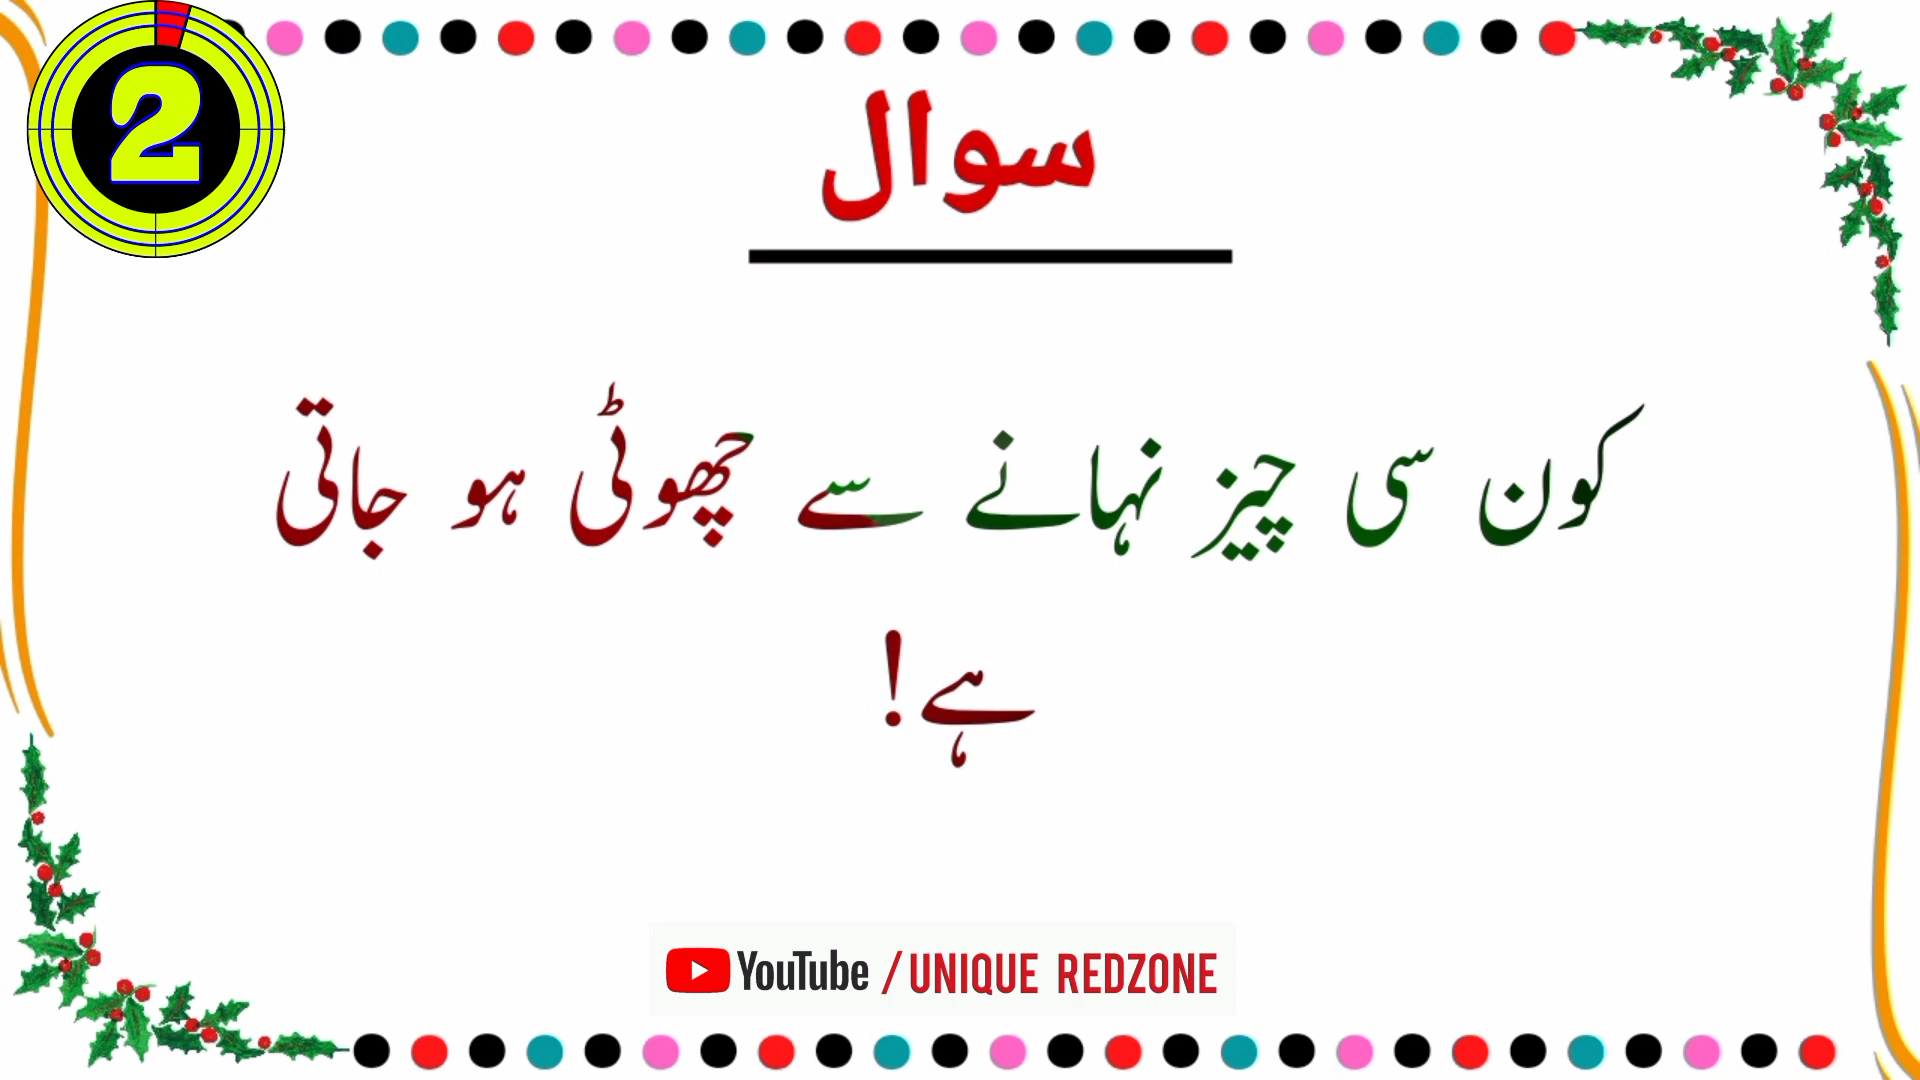 2
سوال
کون سی چیز نہانے سے چھوٹی ہو جاتی
ہے!
YouTube /UNIQUE REDZONE